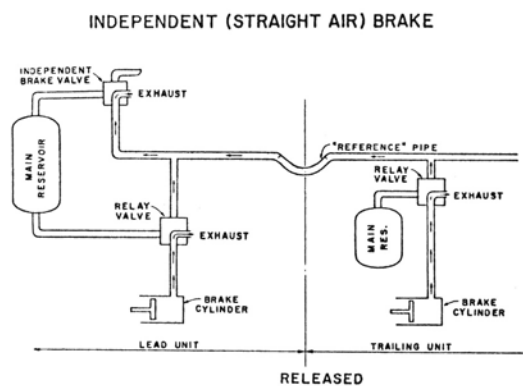 INDEPENDENT (STRAIGHT AIR) BRAKE
INDEPENDENT
BRAKE VALVE
EXHAUST
"REFERENCE" PIPE
MAIN
RESERVOIR
RELAY
VALVE
EXHAUST
RELAY
VALVE
EXHAUST
MAIN
RES.
BRAKE
CYLINDER
BRAKE
CYLINDER
LEAD UNIT
TRAILING UNIT
RELEASED